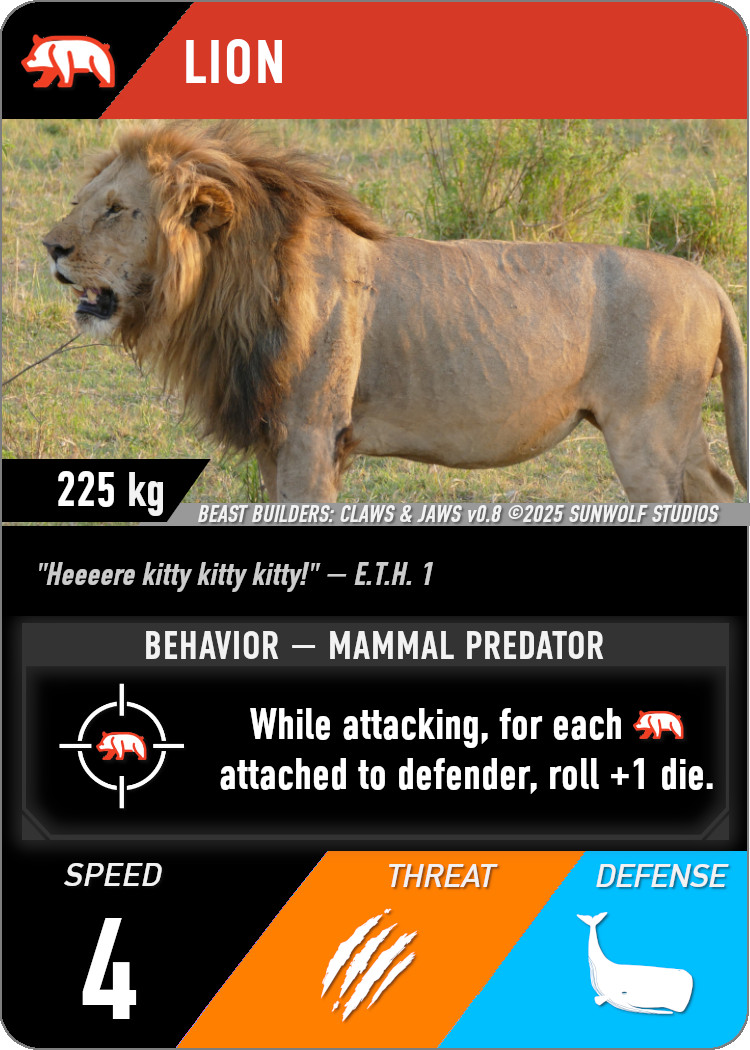 LION
225 kg
BEAST BUILDERS: CLAWS & JAWS v0.8 ©2025 SUNWOLF STUDIOS
"Heeeere kitty kitty kitty!" — E.T.H. 1
BEHAVIOR — MAMMAL PREDATOR
While attacking, for each
attached to defender, roll +1 die.
SPEED
THREAT
DEFENSE
4